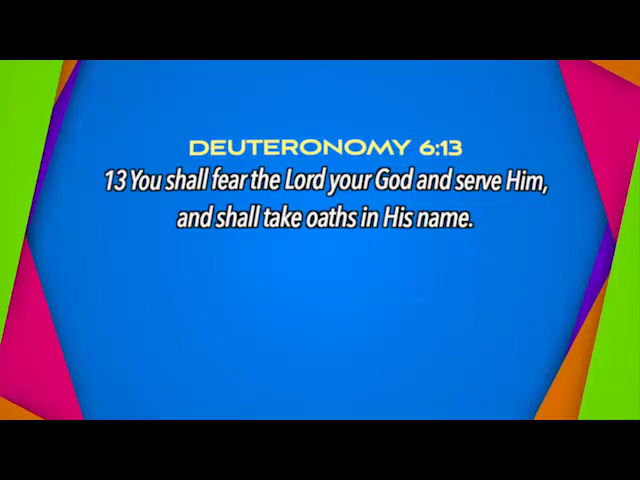 DEUTERONOMY 6:13
13 You shall fear the Lord your God and serve Him,
and shall take oaths in His name.